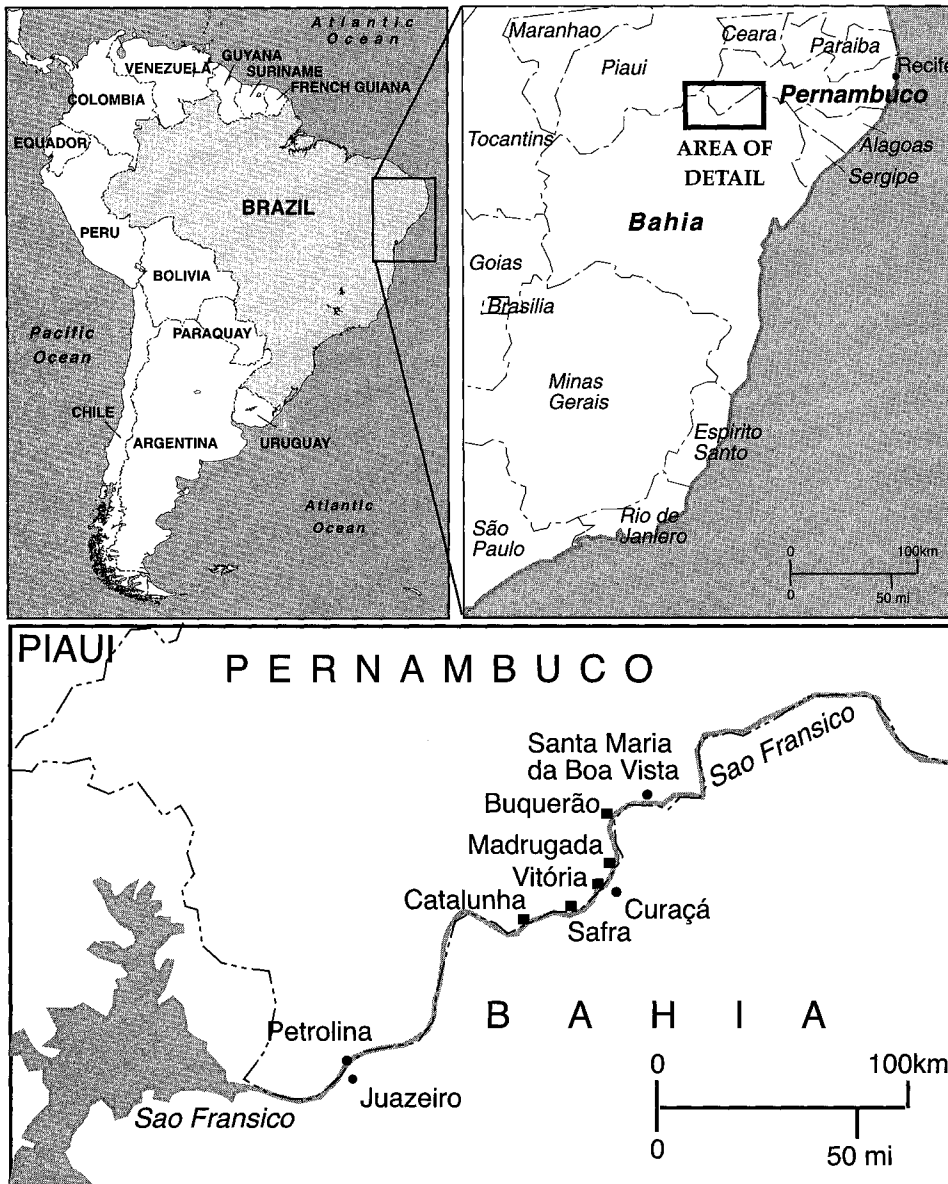 Atlantic
Ocean
GUYANA
VENEZUELA
SURINAME
FRENCH GUIANA
COLOMBIA
EQUADOR
BRAZIL
PERU
BOLIVIA
Pacific
Ocean
PARAGUAY
CHILE
ARGENTINA
URUGUAY
Atlantic
Ocean
Maranhao
Ceara
Piaui
Paraiba
Recife
Pernambuco
Tocantins
AREA OF
DETAIL
Alagoas
Sergipe
Bahia
Goias
Brasilia
Minas
Gerais
Espirito
Santo
São
Paulo
Rio de
Janiero
0
100km
0
50 mi
PIAUI
PERNAMBUCO
Sao Fransico
Santa Maria
da Boa Vista
Buquerão
Madrugada
Vitória
Catalunha
Curaçá
Safra
BAHIA
Petrolina
Juazeiro
Sao Fransico
0
100km
0
50 mi